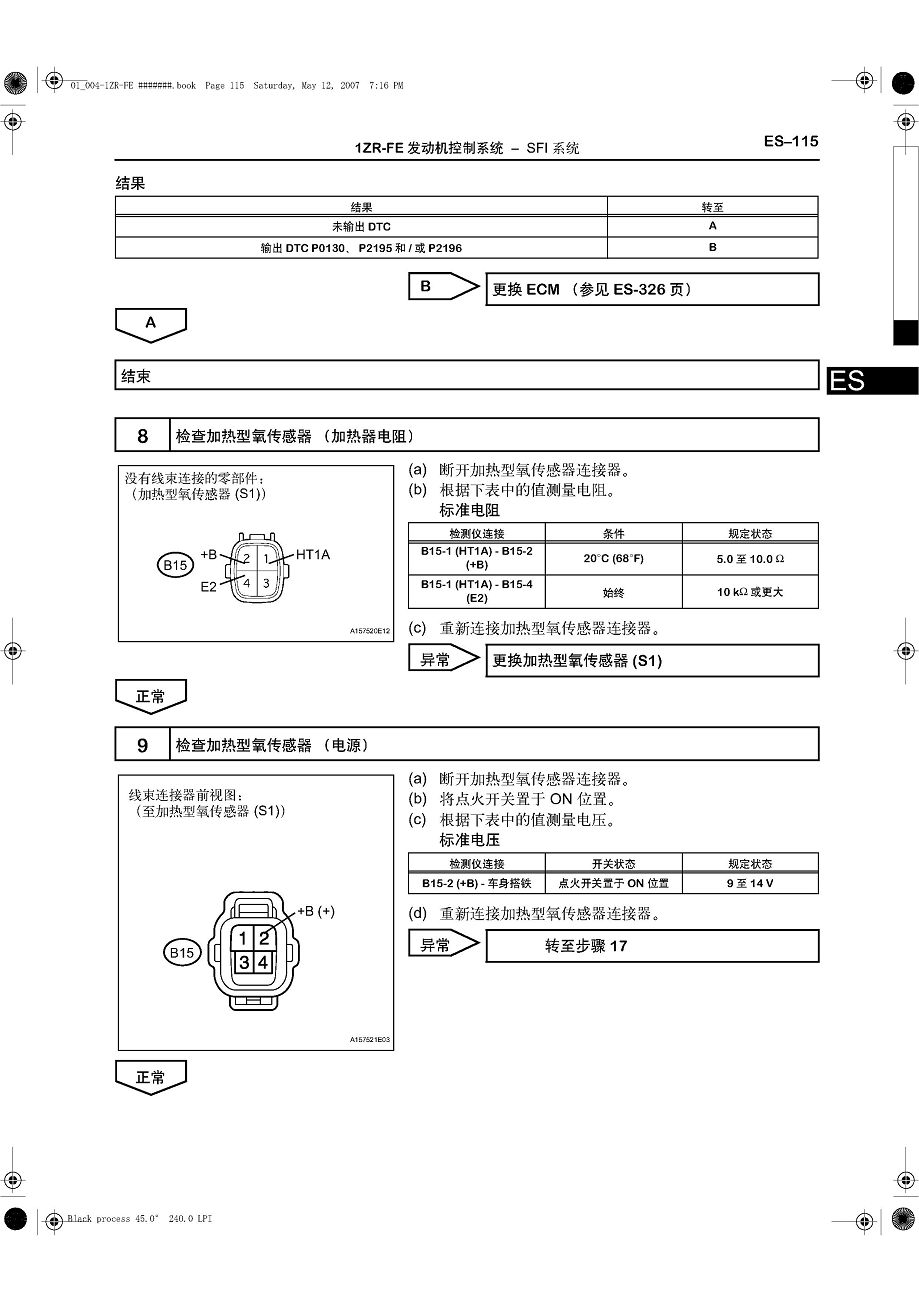 01_004-1ZR-FE #######.book Page 115 Saturday, May 12, 2007 7:16 PM
1ZR-FE 发动机控制系统 – SFI 系统
ES–115
结果
结果 转至
未输出 DTC A
输出 DTC P0130、 P2195 和 / 或 P2196 B
B 更换 ECM （参见 ES-326 页）
A
结束
ES
8 检查加热型氧传感器 （加热器电阻）
没有线束连接的零部件：
（加热型氧传感器 (S1)）
+B 2 1 HT1A
B15
E2 4 3
A157520E12
(a) 断开加热型氧传感器连接器。
(b) 根据下表中的值测量电阻。
标准电阻
检测仪连接 条件 规定状态
B15-1 (HT1A) - B15-2
(+B) 20°C (68°F) 5.0 至 10.0 Ω
B15-1 (HT1A) - B15-4
(E2) 始终 10 kΩ 或更大
(c) 重新连接加热型氧传感器连接器。
异常 更换加热型氧传感器 (S1)
正常
9 检查加热型氧传感器 （电源）
线束连接器前视图：
（至加热型氧传感器 (S1)）
+B (+)
1 2
B15
3 4
A157521E03
(a) 断开加热型氧传感器连接器。
(b) 将点火开关置于 ON 位置。
(c) 根据下表中的值测量电压。
标准电压
检测仪连接 开关状态 规定状态
B15-2 (+B) - 车身搭铁 点火开关置于 ON 位置 9 至 14 V
(d) 重新连接加热型氧传感器连接器。
异常 转至步骤 17
正常
Black process 45.0° 240.0 LPI